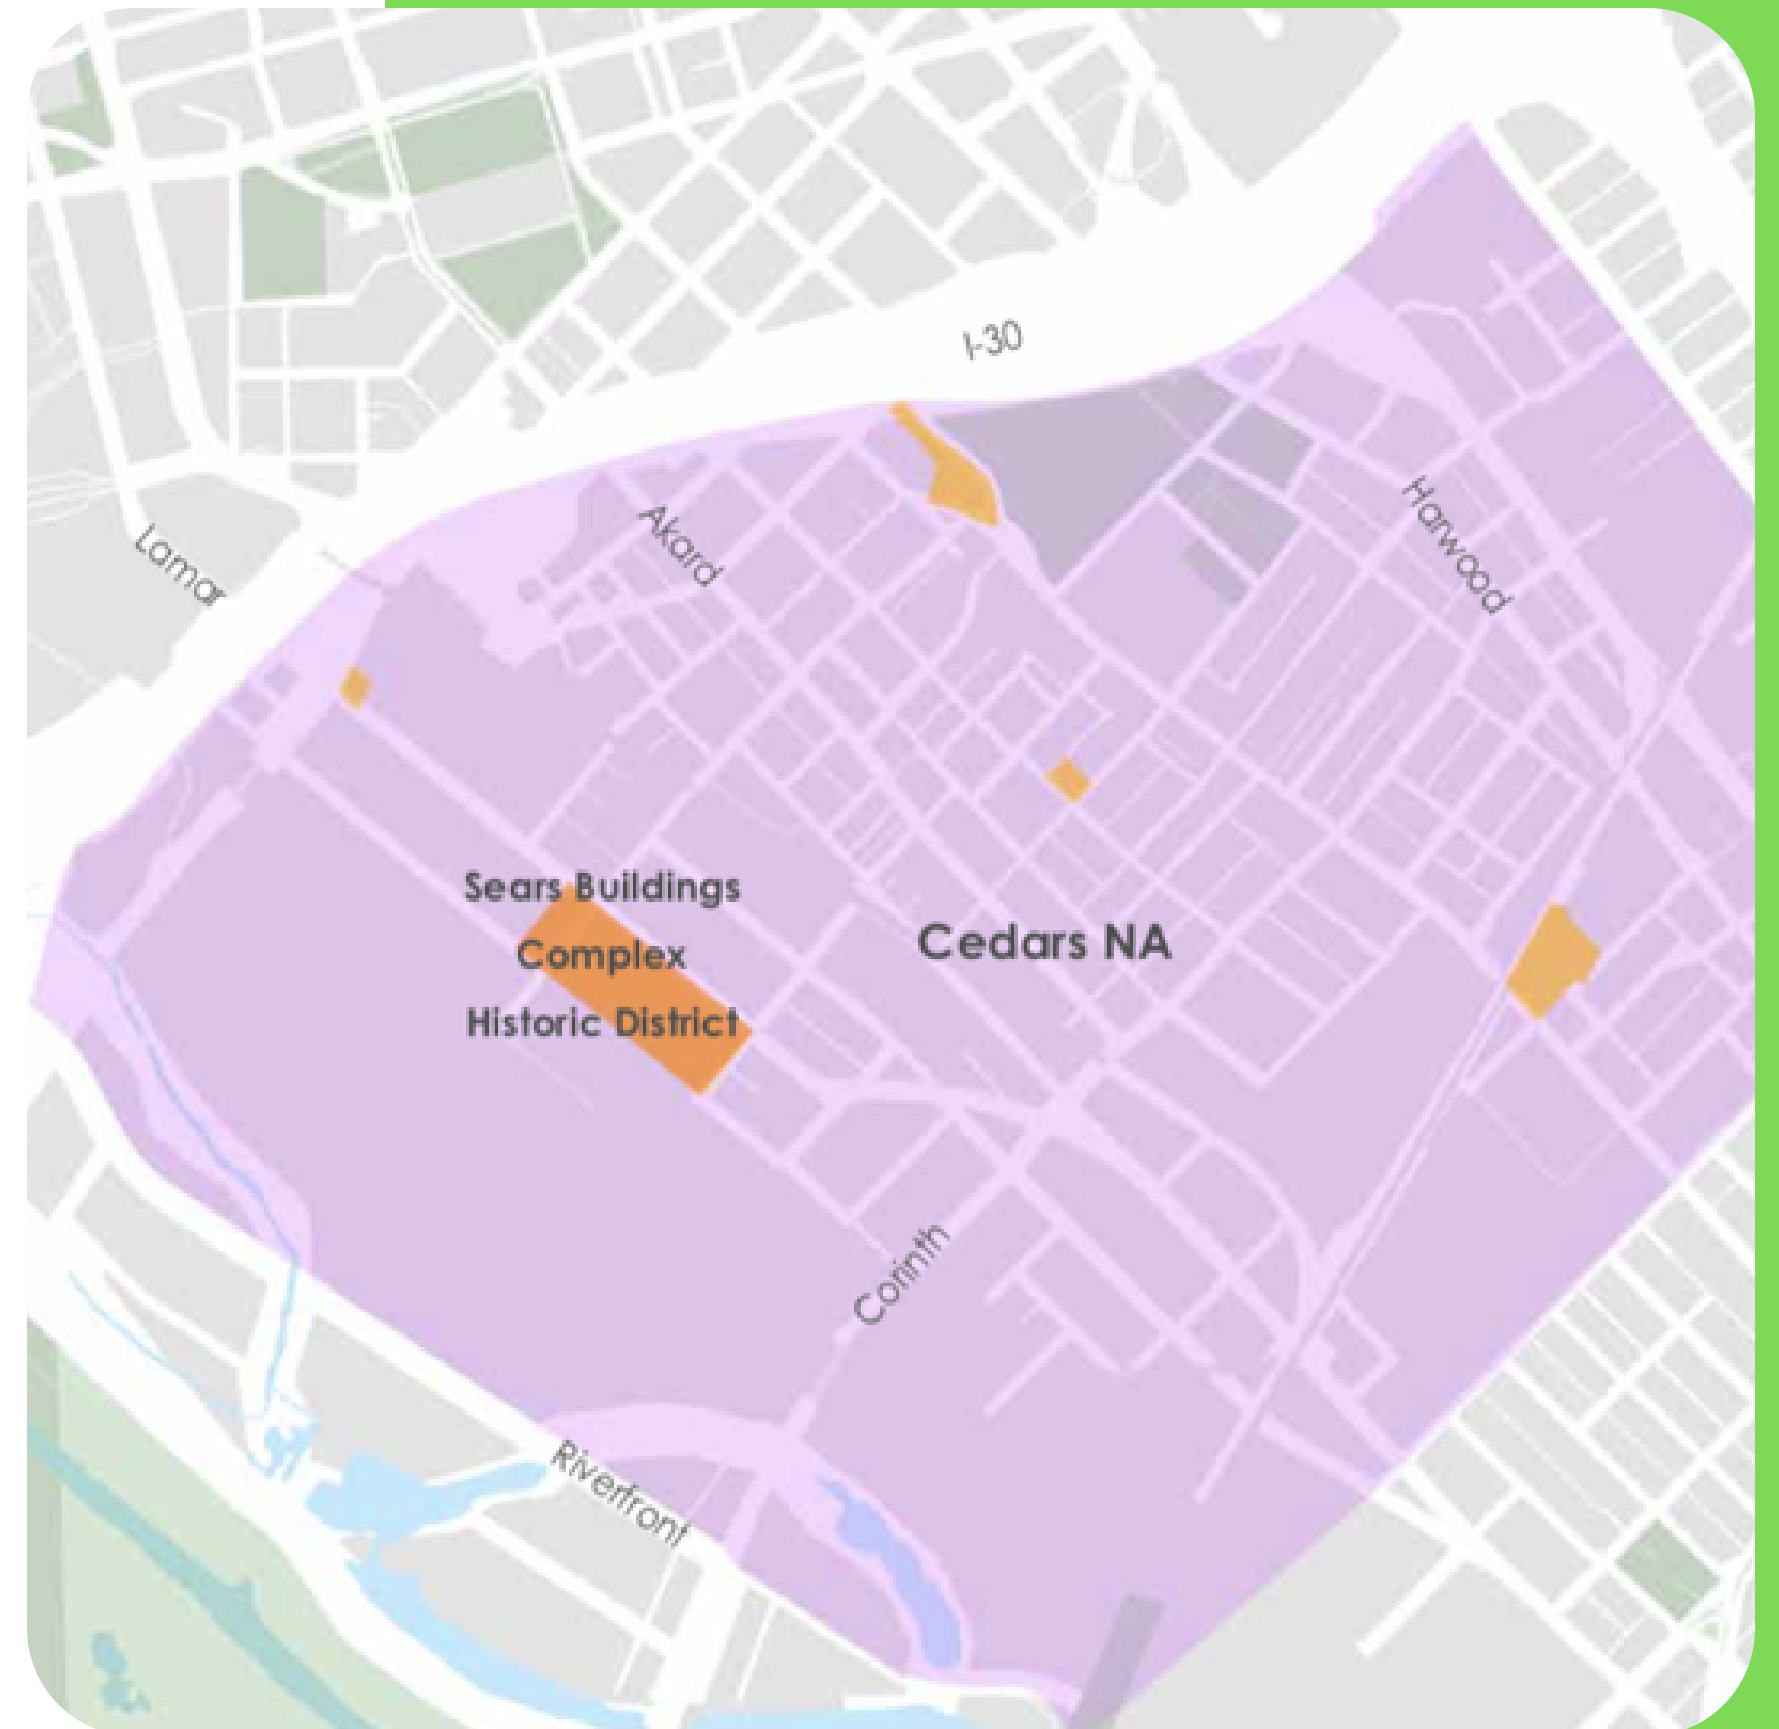 I-30
Harwood
Akard
Lamar
Sears Buildings
Complex
Historic District
Cedars NA
Corinth
Riverfront